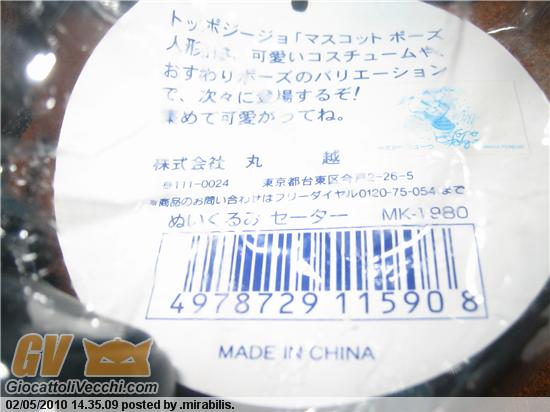 トッポジージョ「マスコット ポーズ
人形」は、可愛いコスチュームや、
おすわりポーズのバリエーション
で、次々に登場するぞ!
集めて可愛がってね。
株式会社 丸 越
〒111-0024 東京都台東区今戸2-26-5
※商品のお問い合わせはフリーダイヤル0120-75-054まで
ぬいぐるみ セーター MK-1980
4978729 115908
MADE IN CHINA
GV
GiocattoliVecchi.com
02/05/2010 14.35.09 posted by .mirabilis.